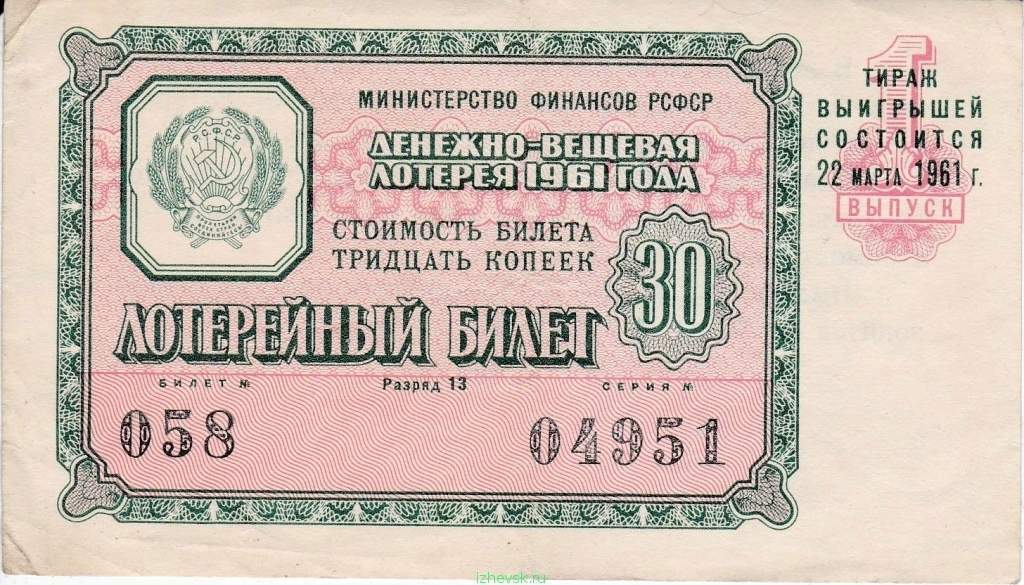 РСФСР
МИНИСТЕРСТВО ФИНАНСОВ РСФСР
ДЕНЕЖНО-ВЕЩЕВАЯ
ЛОТЕРЕЯ 1961 ГОДА
СТОИМОСТЬ БИЛЕТА
ТРИДЦАТЬ КОПЕЕК
30
ЛОТЕРЕЙНЫЙ БИЛЕТ
БИЛЕТ № Разряд 13 СЕРИЯ №
058 04951
1
ТИРАЖ
ВЫИГРЫШЕЙ
СОСТОИТСЯ
22 МАРТА 1961 г.
ВЫПУСК
izhevsk.ru